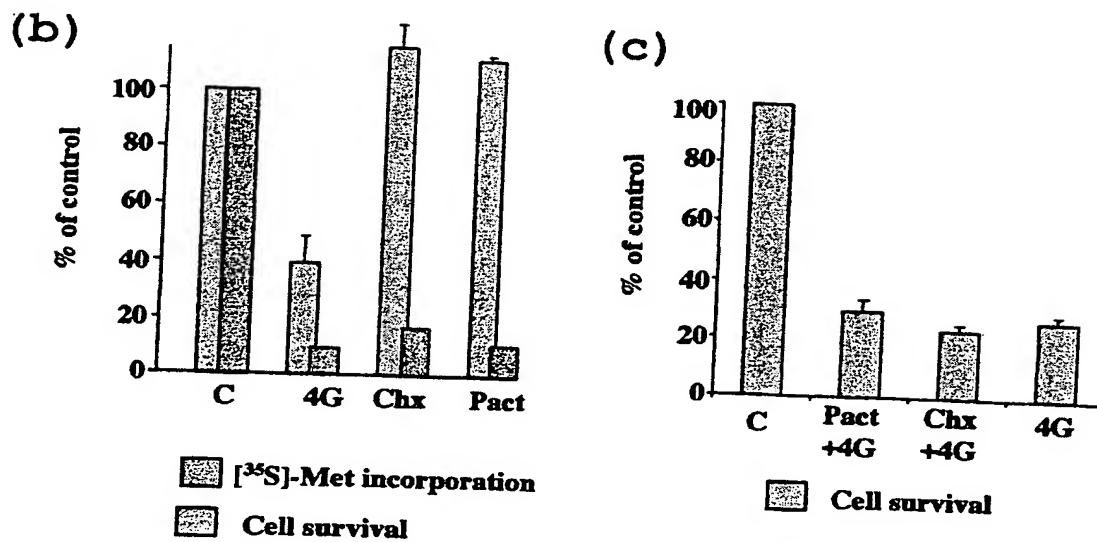 (b)
% of control
100
80
60
40
20
0
C 4G Chx Pact
[³⁵S]-Met incorporation
Cell survival
(c)
% of control
100
80
60
40
20
0
C Pact +4G Chx +4G 4G
Cell survival